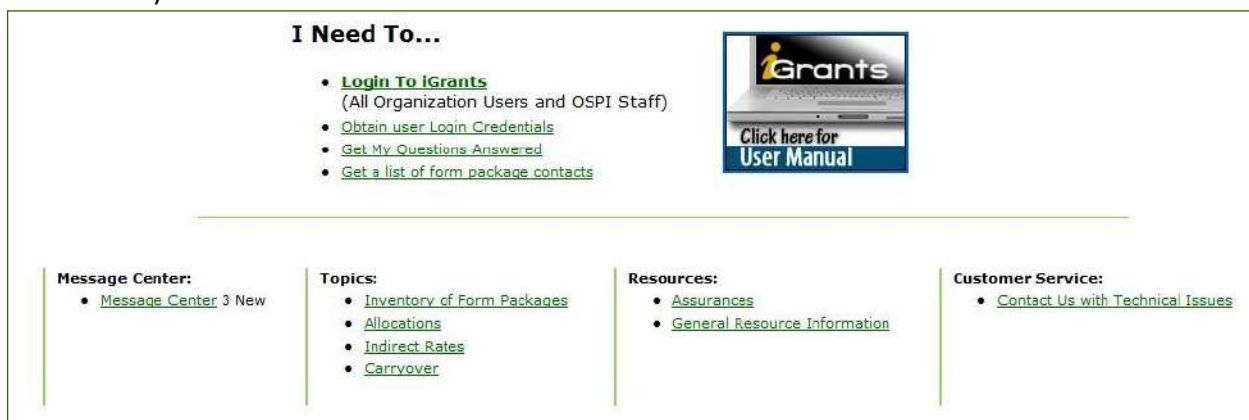 I Need To...
Login To iGrants
(All Organization Users and OSPI Staff)
Obtain user Login Credentials
Get My Questions Answered
Get a list of form package contacts
iGrants
Click here for
User Manual
Message Center:
Message Center 3 New
Topics:
Inventory of Form Packages
Allocations
Indirect Rates
Carryover
Resources:
Assurances
General Resource Information
Customer Service:
Contact Us with Technical Issues